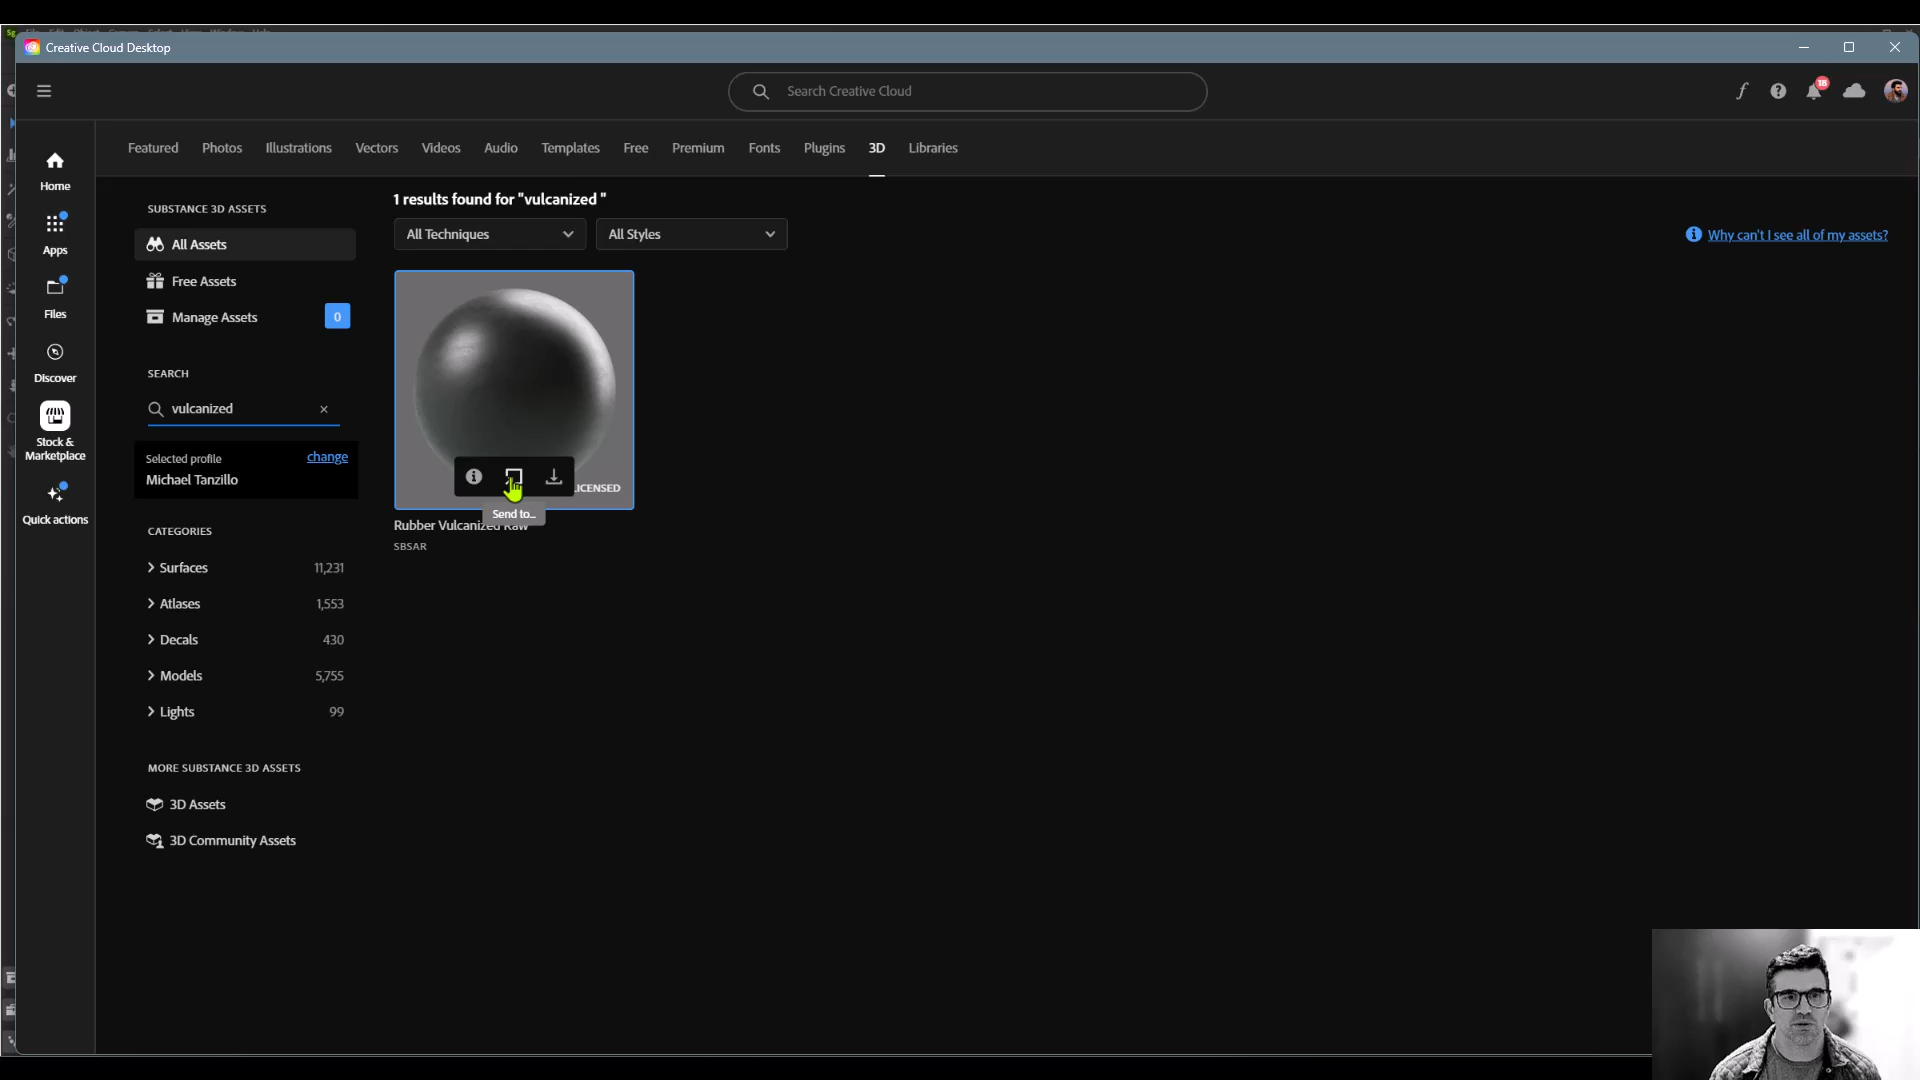 Creative Cloud Desktop
Search Creative Cloud
18
Featured
Photos
Illustrations
Vectors
Videos
Audio
Templates
Free
Premium
Fonts
Plugins
3D
Libraries
Home
Apps
Files
Discover
Stock &
Marketplace
Quick actions
SUBSTANCE 3D ASSETS
All Assets
Free Assets
Manage Assets
0
SEARCH
vulcanized
Selected profile
change
Michael Tanzillo
CATEGORIES
Surfaces 11,231
Atlases 1,553
Decals 430
Models 5,755
Lights 99
MORE SUBSTANCE 3D ASSETS
3D Assets
3D Community Assets
1 results found for "vulcanized "
All Techniques
All Styles
Why can't I see all of my assets?
LICENSED
Send to...
Rubber Vulcanized Raw
SBSAR